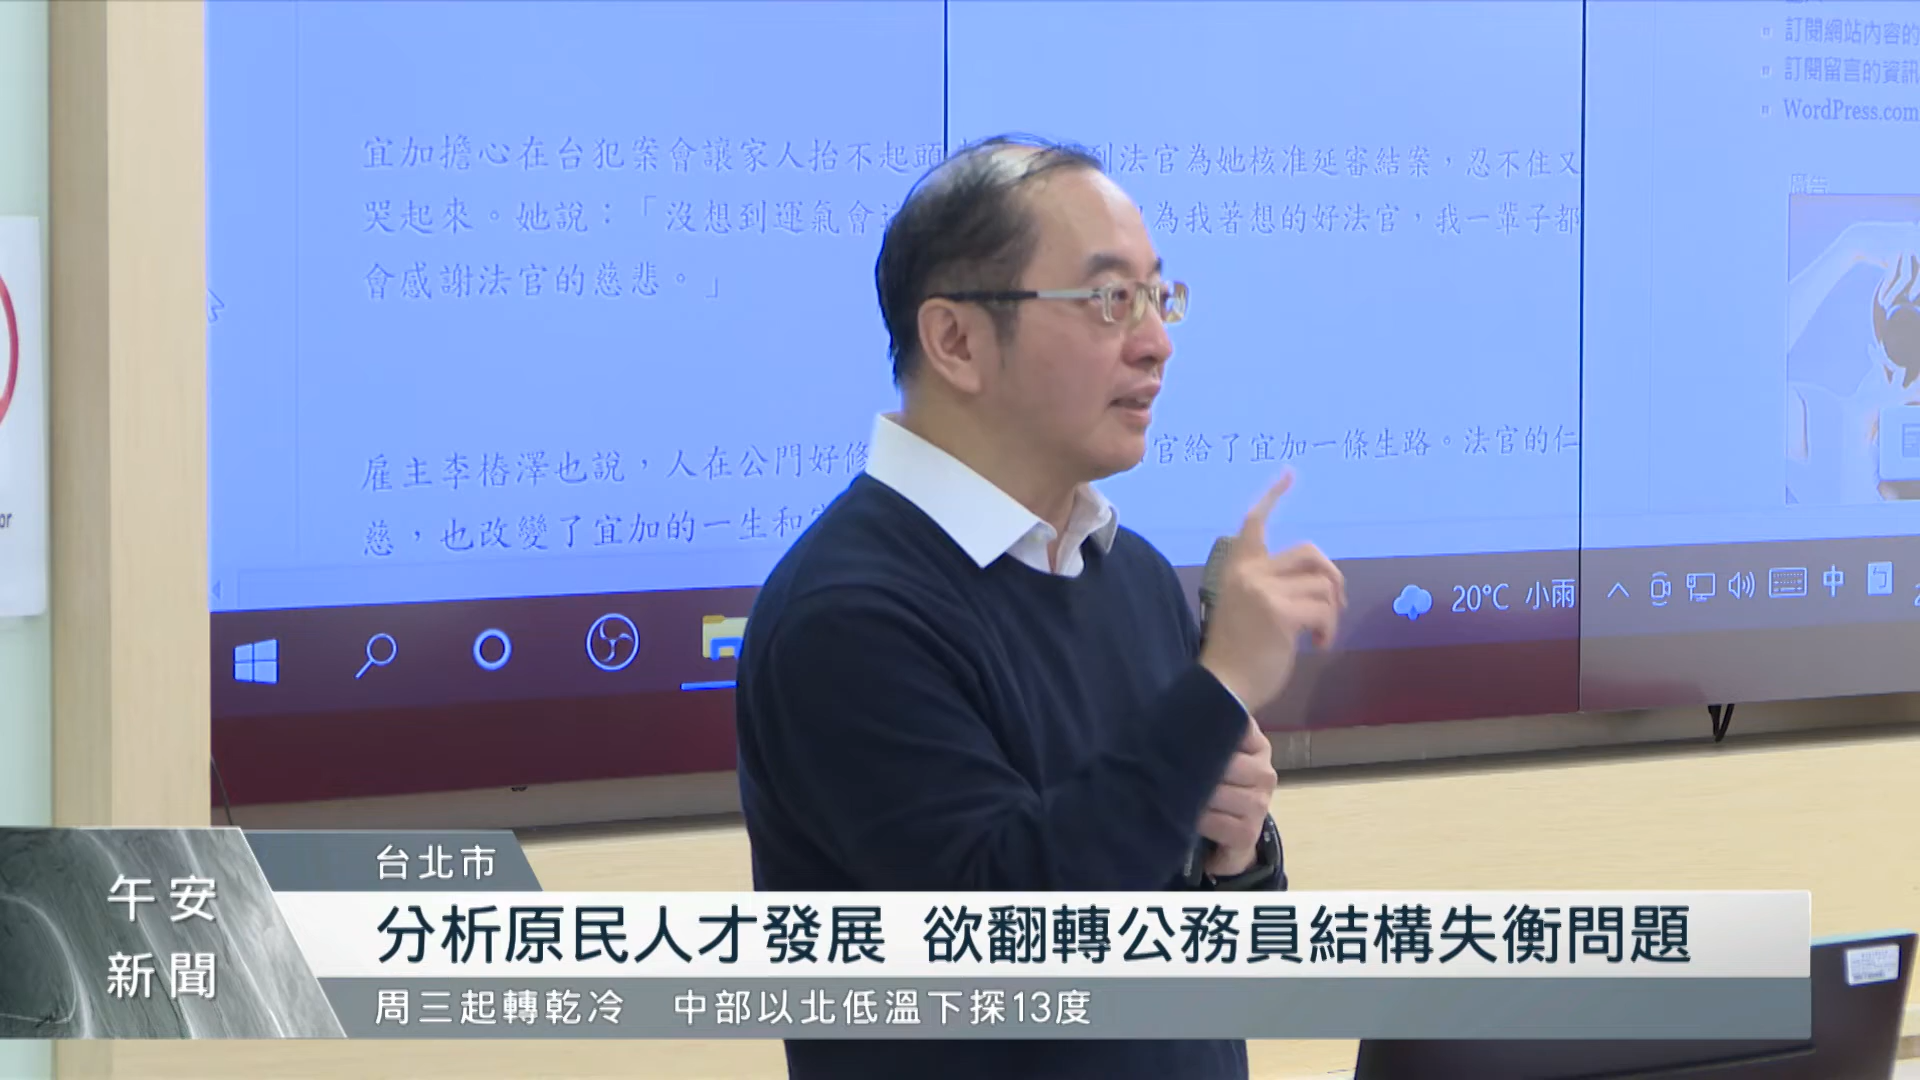 訂閱網站內容的
訂閱留言的資訊
WordPress.com
廣告
宜加擔心在台犯案會讓家人抬不起頭
到法官為她核准延審結案，忍不住又
哭起來。她說：「沒想到運氣會
為我著想的好法官，我一輩子都
會感謝法官的慈悲。」
雇主李樁澤也說，人在公門好修
官給了宜加一條生路。法官的仁
慈，也改變了宜加的一生和
or
20°C 小雨
中
ㄅ
台北市
午安
新聞
分析原民人才發展 欲翻轉公務員結構失衡問題
周三起轉乾冷 中部以北低溫下探13度